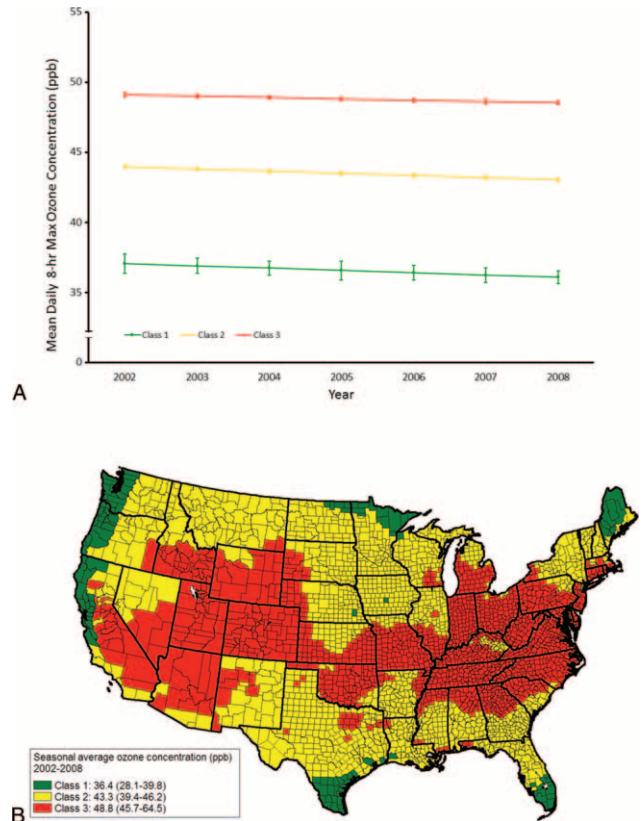 55
50
45
40
35
0
Mean Daily 8-hr Max Ozone Concentration (ppb)
Class 1 Class 2 Class 3
2002 2003 2004 2005 2006 2007 2008
Year
A
Seasonal average ozone concentration (ppb)
2002-2008
Class 1: 36.4 (28.1-39.8)
Class 2: 43.3 (39.4-46.2)
Class 3: 48.8 (45.7-64.5)
B